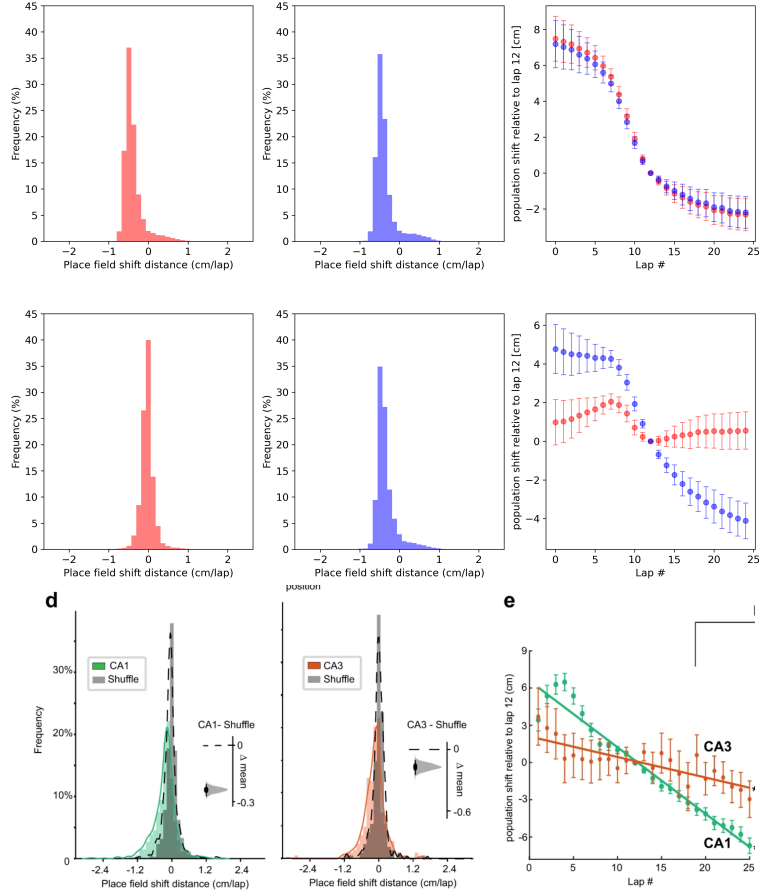 45
40
35
30
25
20
15
10
5
0
Frequency (%)
−2 −1 0 1 2
Place field shift distance (cm/lap)
45
40
35
30
25
20
15
10
5
0
Frequency (%)
−2 −1 0 1 2
Place field shift distance (cm/lap)
8
6
4
2
0
−2
population shift relative to lap 12 [cm]
0 5 10 15 20 25
Lap #
45
40
35
30
25
20
15
10
5
0
Frequency (%)
−2 −1 0 1 2
Place field shift distance (cm/lap)
45
40
35
30
25
20
15
10
5
0
Frequency (%)
−2 −1 0 1 2
Place field shift distance (cm/lap)
6
4
2
0
−2
−4
population shift relative to lap 12 [cm]
0 5 10 15 20 25
Lap #
d
position
CA1
Shuffle
30%
20%
10%
0
Frequency
CA1- Shuffle
0
Δ mean
-0.3
-2.4 -1.2 0 1.2 2.4
Place field shift distance (cm/lap)
CA3
Shuffle
CA3 - Shuffle
0
Δ mean
-0.6
-2.4 -1.2 0 1.2 2.4
Place field shift distance (cm/lap)
e
9
6
3
0
-3
-6
population shift relative to lap 12 (cm)
CA3
CA1
0 5 10 15 20 25
Lap #